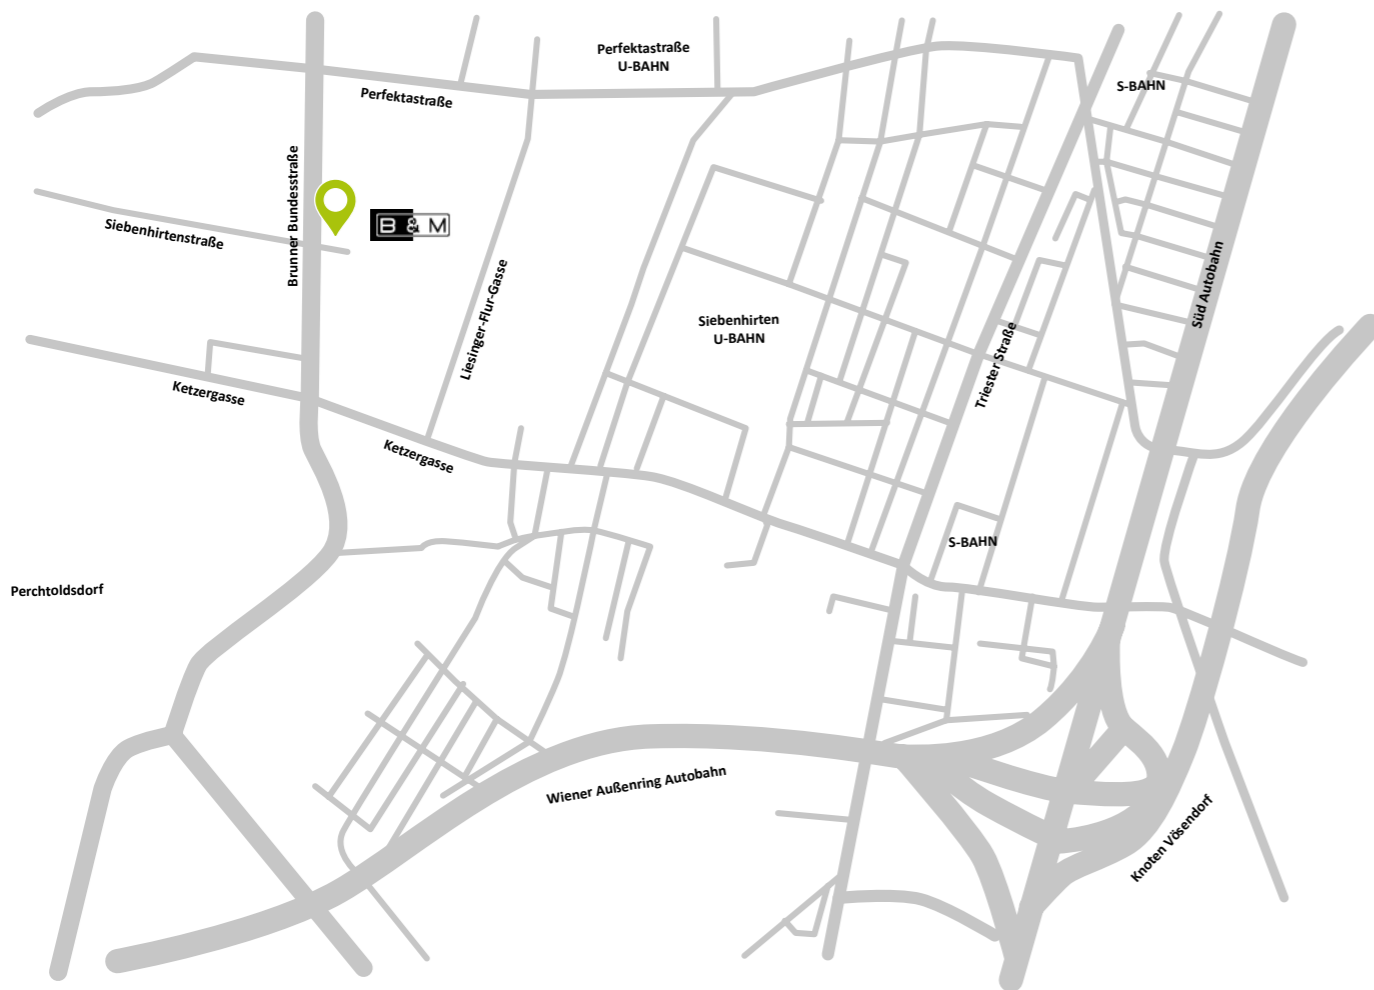 Perfektastraße
U-BAHN
S-BAHN
Perfektastraße
Brunner Bundesstraße
Siebenhirtenstraße
B & M
Liesinger-Flur-Gasse
Süd Autobahn
Siebenhirten
U-BAHN
Triester Straße
Ketzergasse
Ketzergasse
S-BAHN
Perchtoldsdorf
Wiener Außenring Autobahn
Knoten Vösendorf